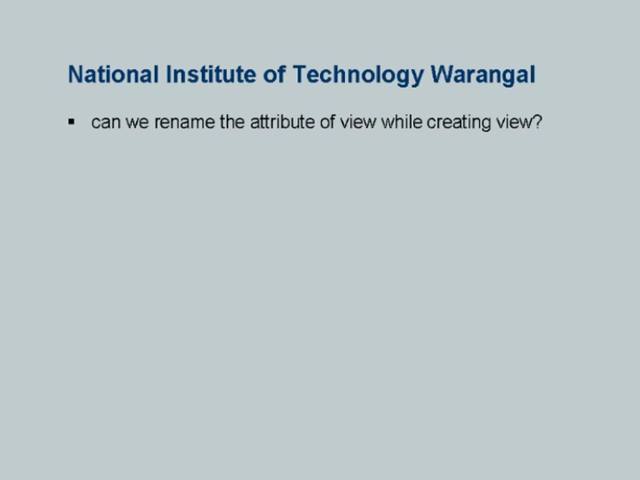 National Institute of Technology Warangal
▪ can we rename the attribute of view while creating view?